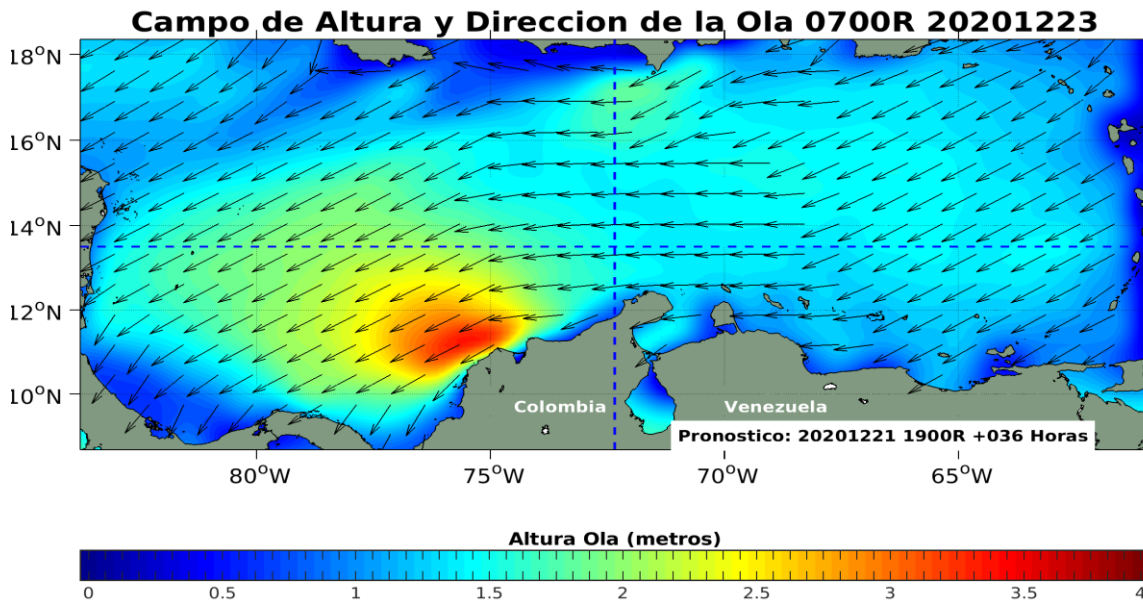 Campo de Altura y Direccion de la Ola 0700R 20201223
18°N
16°N
14°N
12°N
10°N
Colombia
Venezuela
Pronostico: 20201221 1900R +036 Horas
80°W
75°W
70°W
65°W
Altura Ola (metros)
0 0.5 1 1.5 2 2.5 3 3.5 4